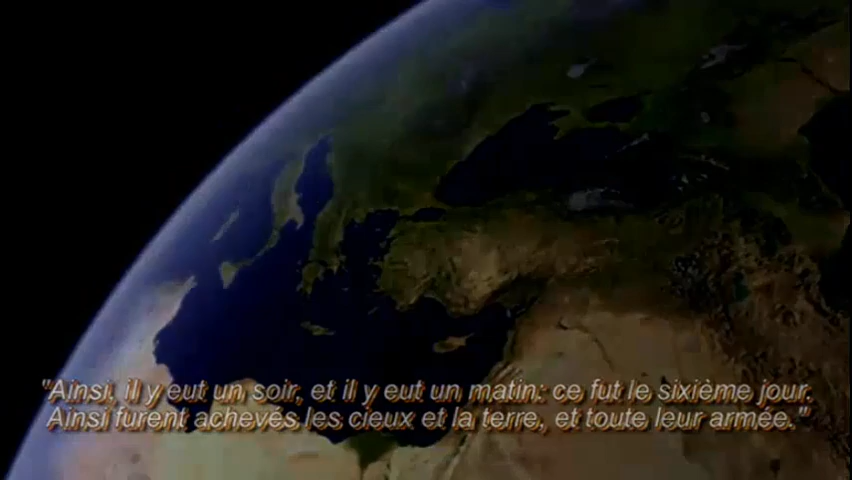 "Ainsi, il y eut un soir, et il y eut un matin: ce fut le sixième jour.
Ainsi furent achevés les cieux et la terre, et toute leur armée."